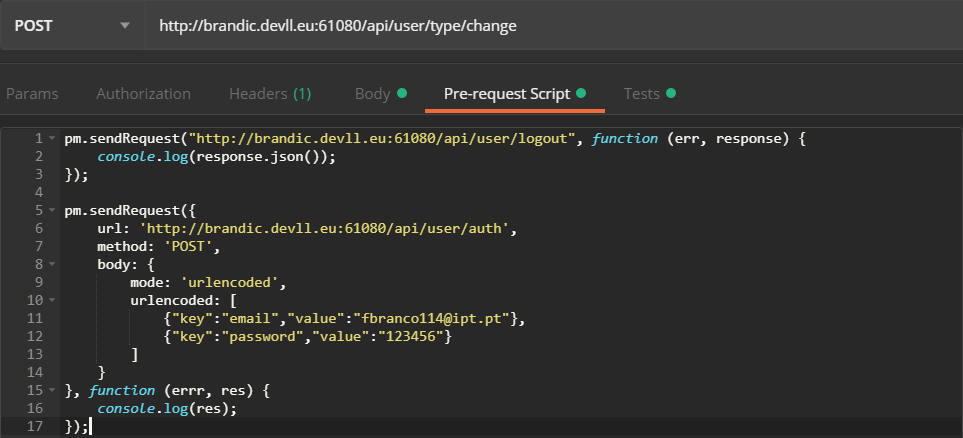 POST http://brandic.devll.eu:61080/api/user/type/change
Params Authorization Headers (1) Body Pre-request Script Tests
1 pm.sendRequest("http://brandic.devll.eu:61080/api/user/logout", function (err, response) {
2     console.log(response.json());
3 });
4
5 pm.sendRequest({
6     url: 'http://brandic.devll.eu:61080/api/user/auth',
7     method: 'POST',
8     body: {
9         mode: 'urlencoded',
10         urlencoded: [
11             {"key":"email","value":"fbranco114@ipt.pt"},
12             {"key":"password","value":"123456"}
13         ]
14     }
15 }, function (errr, res) {
16     console.log(res);
17 });